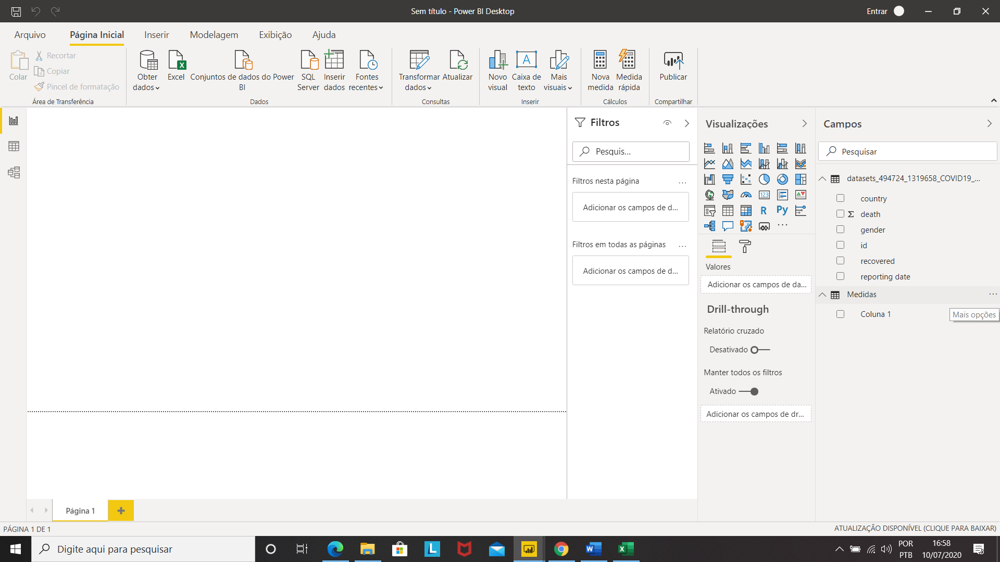 Sem título - Power BI Desktop
Entrar
Arquivo
Página Inicial
Inserir
Modelagem
Exibição
Ajuda
Colar
Recortar
Copiar
Pincel de formatação
Área de Transferência
Obter
dados
Excel
Conjuntos de dados do Power
BI
SQL
Server
Inserir
dados
Fontes
recentes
Dados
Transformar
dados
Atualizar
Consultas
Novo
visual
A
Caixa de
texto
Mais
visuais
Inserir
Nova
medida
Medida
rápida
Cálculos
Publicar
Compartilhar
Filtros
Pesquis...
Filtros nesta página
...
Adicionar os campos de d...
Filtros em todas as páginas
...
Adicionar os campos de d...
Visualizações
123
R
Py
...
Valores
Adicionar os campos de da...
Drill-through
Relatório cruzado
Desativado
Manter todos os filtros
Ativado
Adicionar os campos de dr...
Campos
Pesquisar
datasets_494724_1319658_COVID19_...
country
Σ death
gender
id
recovered
reporting date
Medidas
...
Coluna 1
Mais opções
Página 1
+
PÁGINA 1 DE 1
ATUALIZAÇÃO DISPONÍVEL (CLIQUE PARA BAIXAR)
Digite aqui para pesquisar
L
W
X
POR
PTB
16:58
10/07/2020